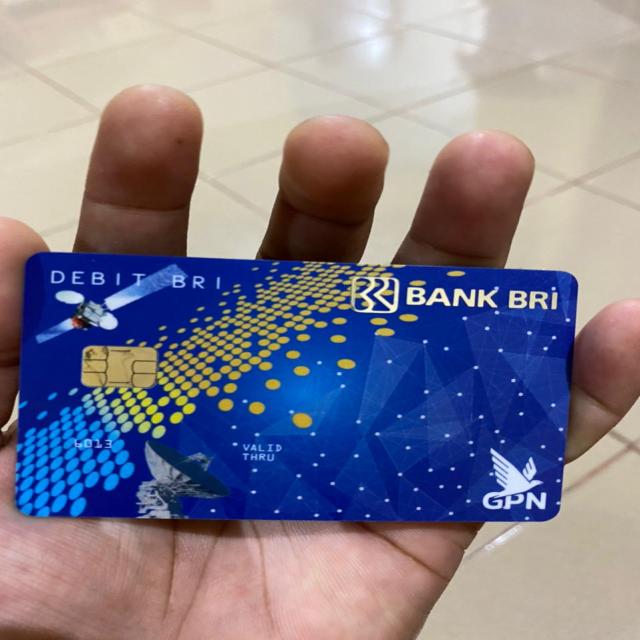 DEBIT BRI
BANK BRI
6013
VALID
THRU
GPN